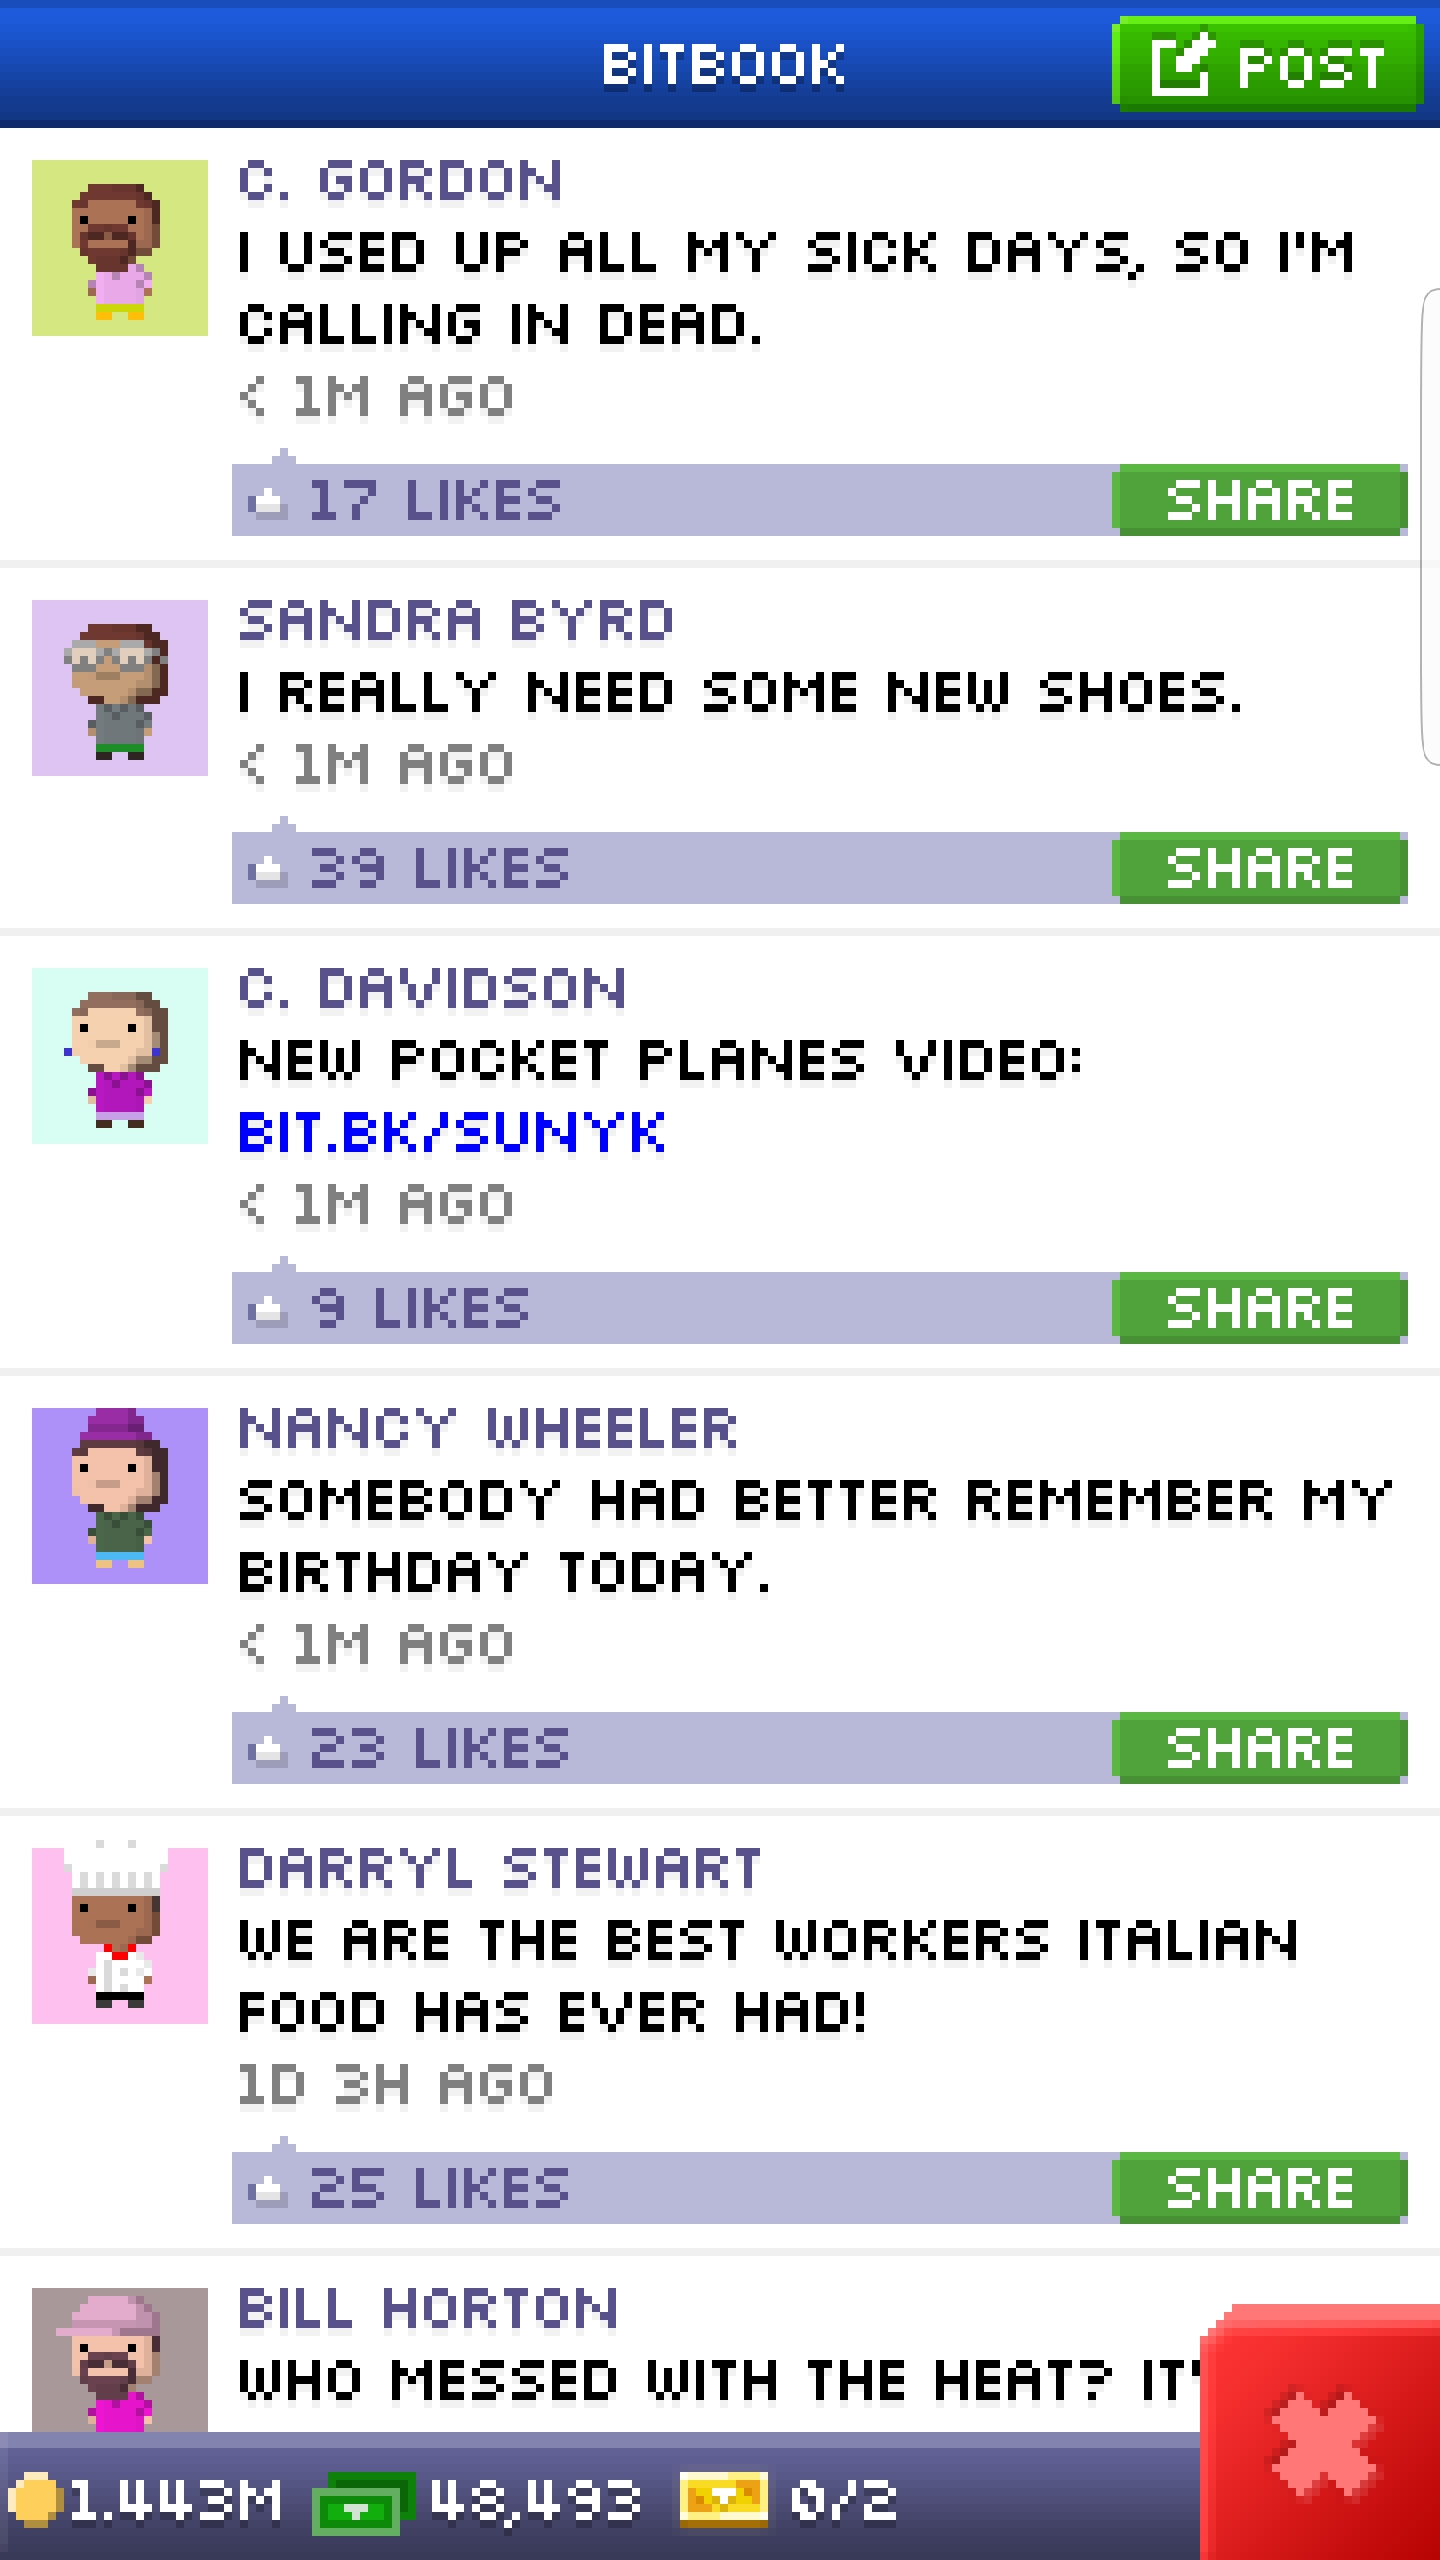 BITBOOK
POST
C. GORDON
I USED UP ALL MY SICK DAYS, SO I'M
CALLING IN DEAD.
< 1M AGO
17 LIKES
SHARE
SANDRA BYRD
I REALLY NEED SOME NEW SHOES.
< 1M AGO
39 LIKES
SHARE
C. DAVIDSON
NEW POCKET PLANES VIDEO:
BIT.BK/SUNYK
< 1M AGO
9 LIKES
SHARE
NANCY WHEELER
SOMEBODY HAD BETTER REMEMBER MY
BIRTHDAY TODAY.
< 1M AGO
23 LIKES
SHARE
DARRYL STEWART
WE ARE THE BEST WORKERS ITALIAN
FOOD HAS EVER HAD!
1D 3H AGO
25 LIKES
SHARE
BILL HORTON
WHO MESSED WITH THE HEAT?
1.443M
48,493
0/2